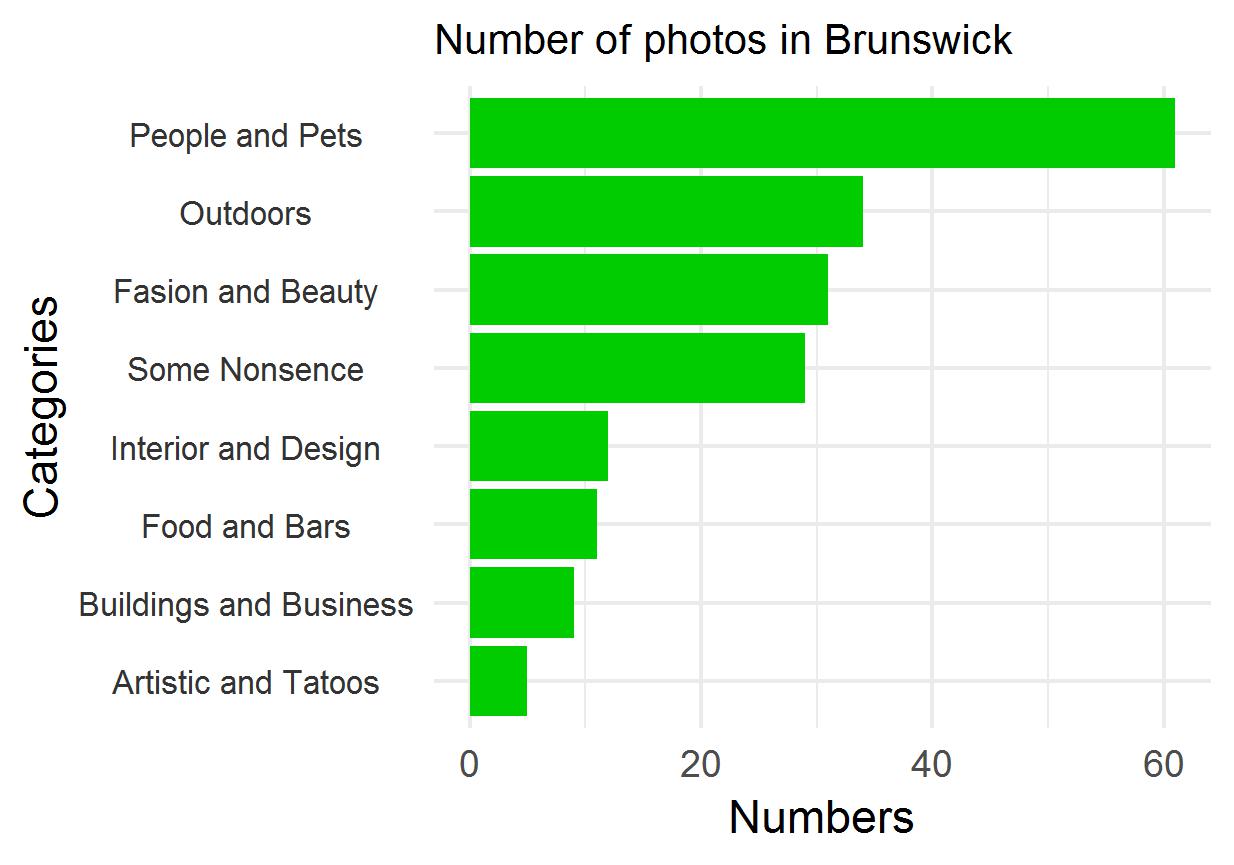 Number of photos in Brunswick
People and Pets
Outdoors
Fasion and Beauty
Some Nonsence
Interior and Design
Food and Bars
Buildings and Business
Artistic and Tatoos
Categories
0 20 40 60
Numbers